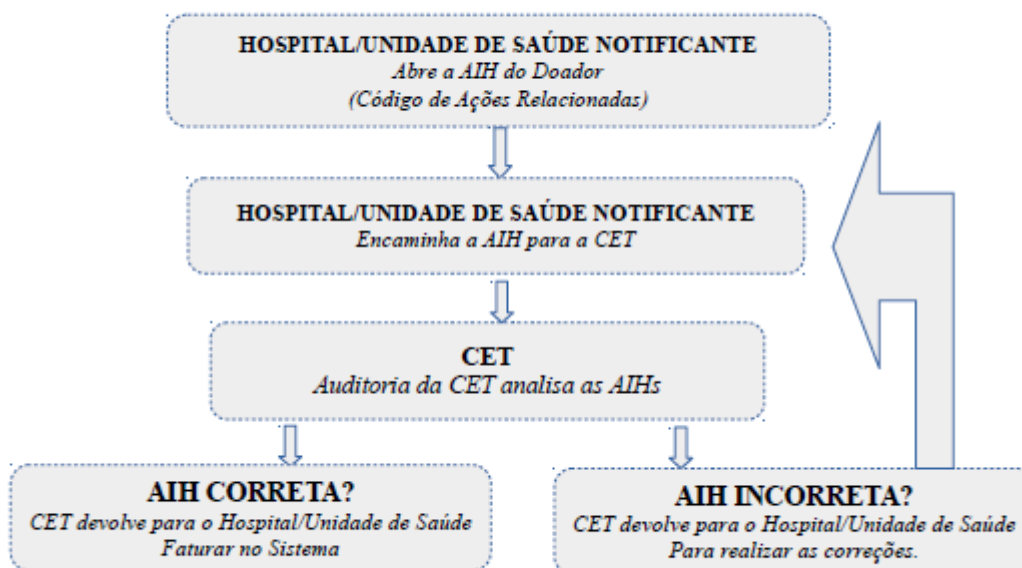 HOSPITAL/UNIDADE DE SAÚDE NOTIFICANTE
Abre a AIH do Doador
(Código de Ações Relacionadas)
HOSPITAL/UNIDADE DE SAÚDE NOTIFICANTE
Encaminha a AIH para a CET
CET
Auditoria da CET analisa as AIHs
AIH CORRETA?
CET devolve para o Hospital/Unidade de Saúde
Faturar no Sistema
AIH INCORRETA?
CET devolve para o Hospital/Unidade de Saúde
Para realizar as correções.